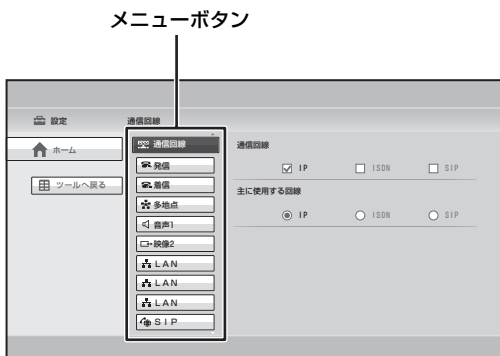 メニューボタン
設定
通信回線
ホーム
ツールへ戻る
通信回線
発信
着信
多地点
音声1
映像2
LAN
LAN
LAN
SIP
通信回線
IP ISDN SIP
主に使用する回線
IP ISDN SIP